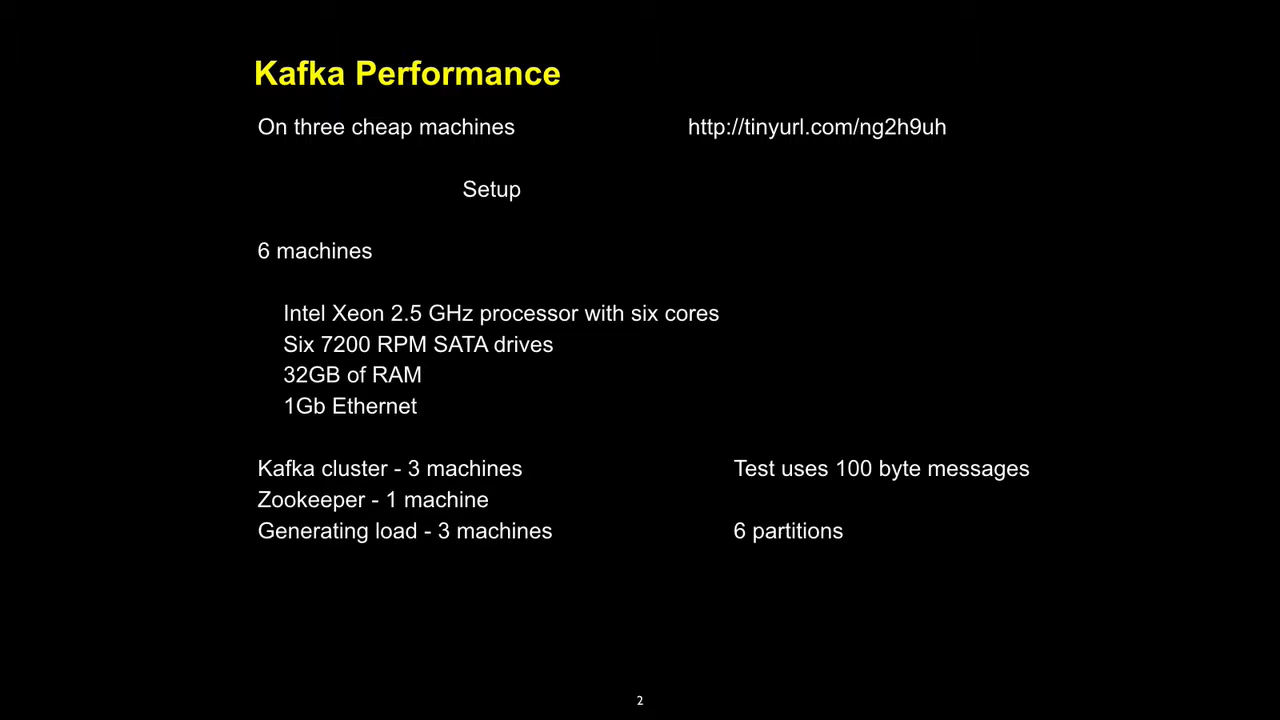 Kafka Performance
On three cheap machines
http://tinyurl.com/ng2h9uh
Setup
6 machines
Intel Xeon 2.5 GHz processor with six cores
Six 7200 RPM SATA drives
32GB of RAM
1Gb Ethernet
Kafka cluster - 3 machines
Zookeeper - 1 machine
Generating load - 3 machines
Test uses 100 byte messages
6 partitions
2